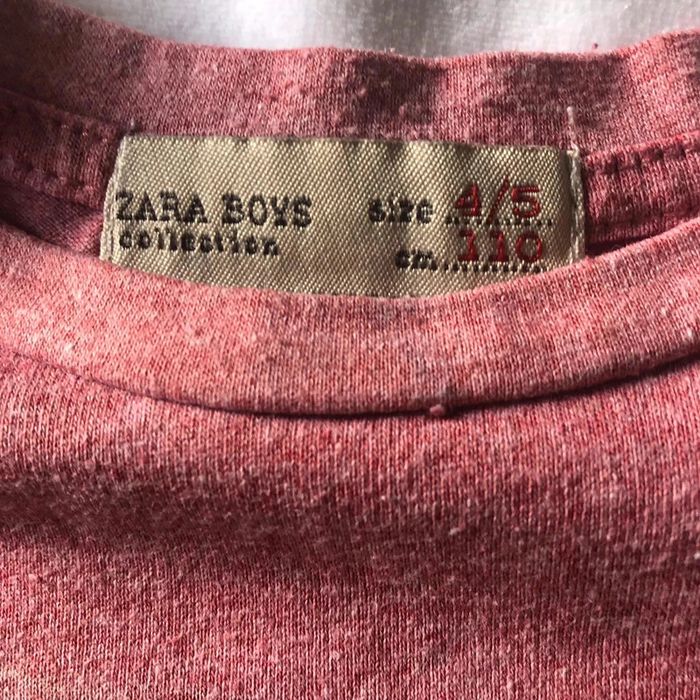 ZARA BOYS size 4/5
collection cm. 110